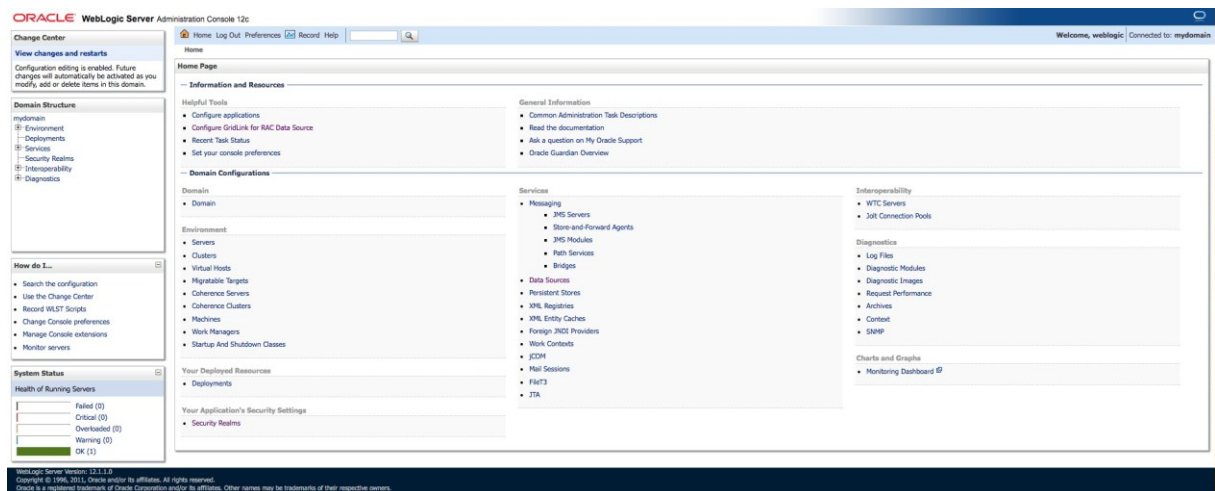 ORACLE WebLogic Server Administration Console 12c
Change Center
View changes and restarts
Configuration editing is enabled. Future
changes will automatically be activated as you
modify, add or delete items in this domain.
Domain Structure
mydomain
Environment
Deployments
Services
Security Realms
Interoperability
Diagnostics
How do I...
Search the configuration
Use the Change Center
Record WLST Scripts
Change Console preferences
Manage Console extensions
Monitor servers
System Status
Health of Running Servers
Failed (0)
Critical (0)
Overloaded (0)
Warning (0)
OK (1)
Home Log Out Preferences Record Help
Welcome, weblogic Connected to: mydomain
Home
Home Page
Information and Resources
Helpful Tools
Configure applications
Configure GridLink for RAC Data Source
Recent Task Status
Set your console preferences
General Information
Common Administration Task Descriptions
Read the documentation
Ask a question on My Oracle Support
Oracle Guardian Overview
Domain Configurations
Domain
Domain
Environment
Servers
Clusters
Virtual Hosts
Migratable Targets
Coherence Servers
Coherence Clusters
Machines
Work Managers
Startup And Shutdown Classes
Your Deployed Resources
Deployments
Your Application's Security Settings
Security Realms
Services
Messaging
JMS Servers
Store-and-Forward Agents
JMS Modules
Path Services
Bridges
Data Sources
Persistent Stores
XML Registries
XML Entity Caches
Foreign JNDI Providers
Work Contexts
jCOM
Mail Sessions
FileT3
JTA
Interoperability
WTC Servers
Jolt Connection Pools
Diagnostics
Log Files
Diagnostic Modules
Diagnostic Images
Request Performance
Archives
Context
SNMP
Charts and Graphs
Monitoring Dashboard
WebLogic Server Version: 12.1.1.0
Copyright © 1996, 2011, Oracle and/or its affiliates. All rights reserved.
Oracle is a registered trademark of Oracle Corporation and/or its affiliates. Other names may be trademarks of their respective owners.